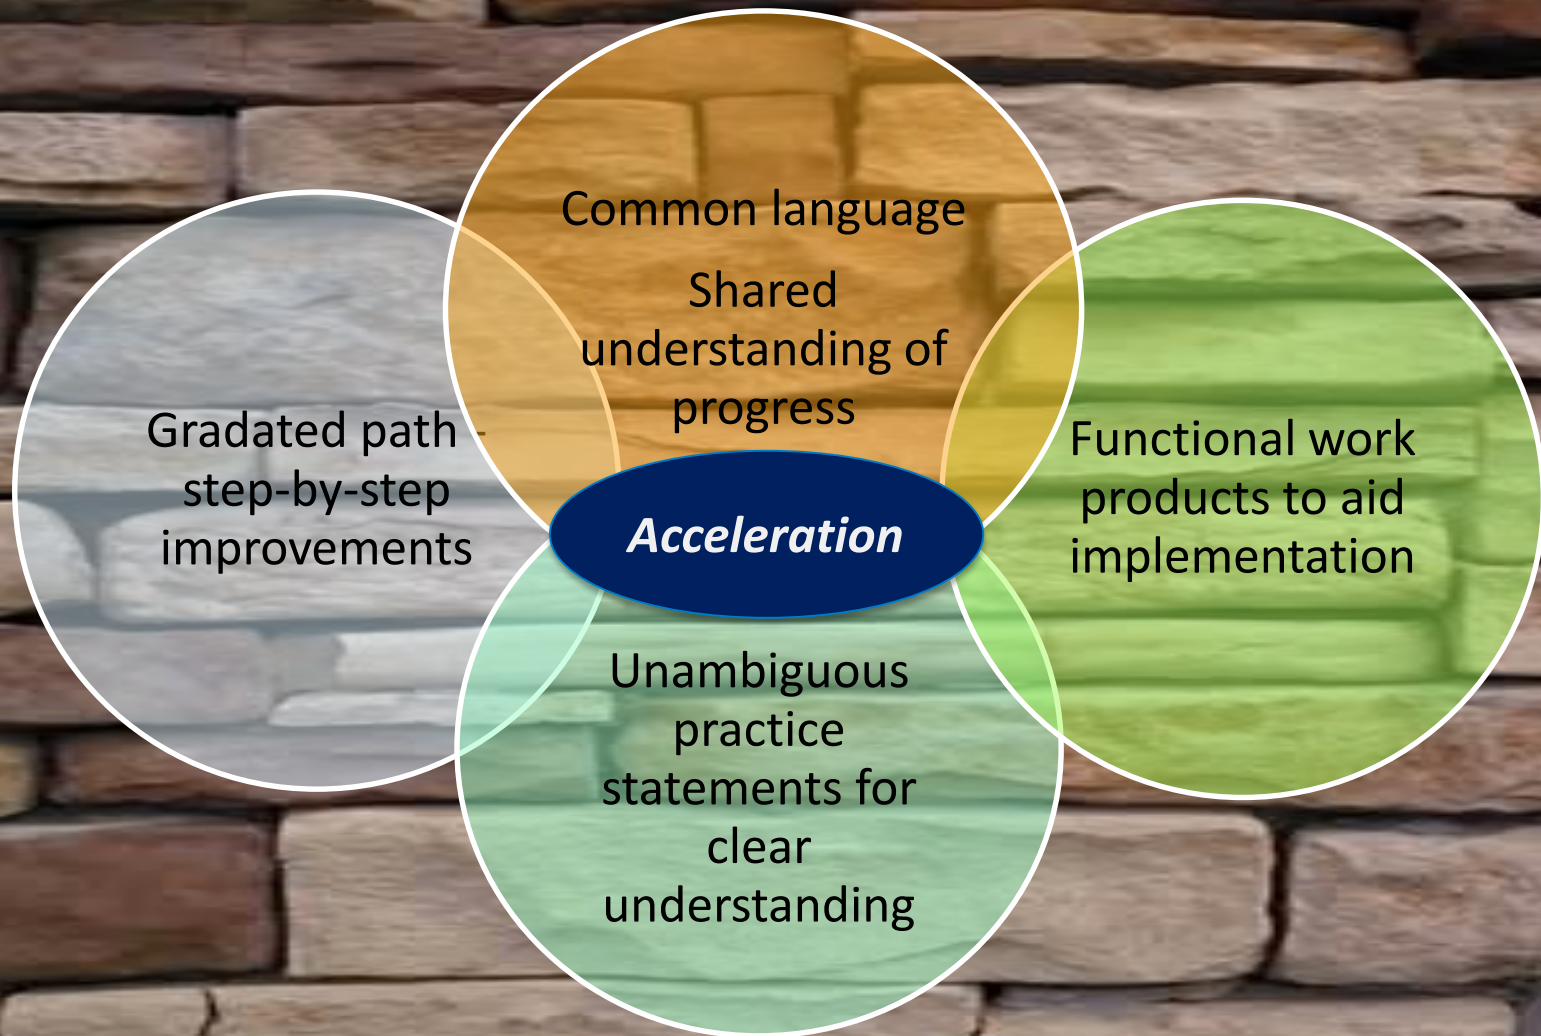 Common language
Shared
understanding of
progress
Gradated path -
step-by-step
improvements
Functional work
products to aid
implementation
Acceleration
Unambiguous
practice
statements for
clear
understanding